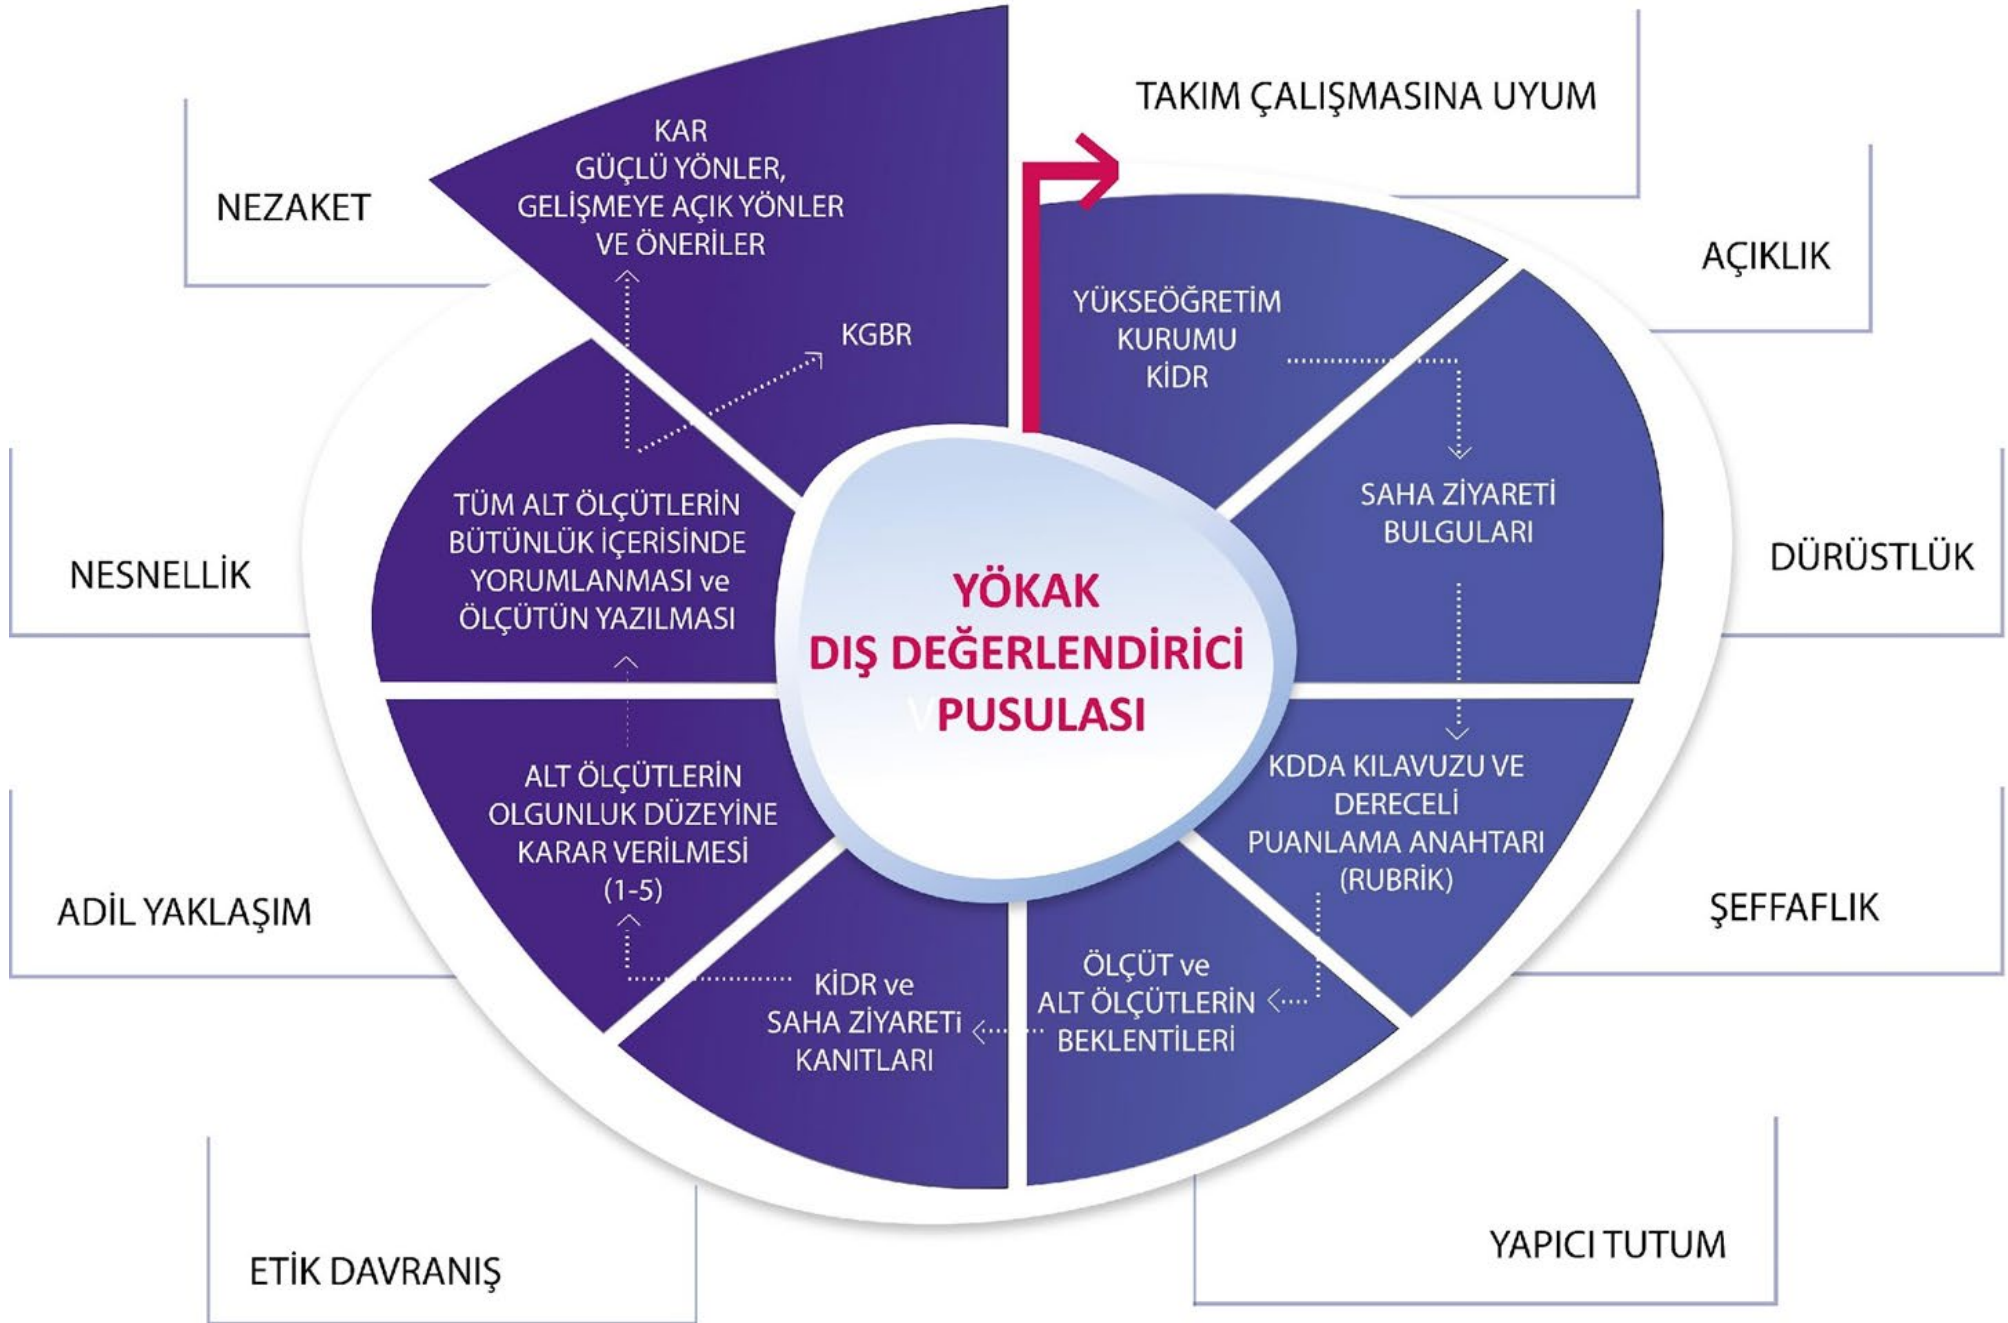 TAKIM ÇALIŞMASINA UYUM
AÇIKLIK
DÜRÜSTLÜK
ŞEFFAFLIK
YAPICI TUTUM
ETİK DAVRANIŞ
ADİL YAKLAŞIM
NESNELLİK
NEZAKET
YÖKAK
DIŞ DEĞERLENDİRİCİ
V PUSULASI
YÜKSEÖĞRETİM
KURUMU
KİDR
SAHA ZİYARETİ
BULGULARI
KDDA KILAVUZU VE
DERECELİ
PUANLAMA ANAHTARI
(RUBRİK)
ÖLÇÜT ve
ALT ÖLÇÜTLERİN
BEKLENTİLERİ
KİDR ve
SAHA ZİYARETi
KANITLARI
ALT ÖLÇÜTLERİN
OLGUNLUK DÜZEYİNE
KARAR VERİLMESİ
(1-5)
TÜM ALT ÖLÇÜTLERİN
BÜTÜNLÜK İÇERİSİNDE
YORUMLANMASI ve
ÖLÇÜTÜN YAZILMASI
KAR
GÜÇLÜ YÖNLER,
GELİŞMEYE AÇIK YÖNLER
VE ÖNERİLER
KGBR